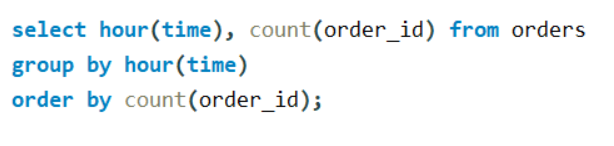 select hour(time), count(order_id) from orders
group by hour(time)
order by count(order_id);